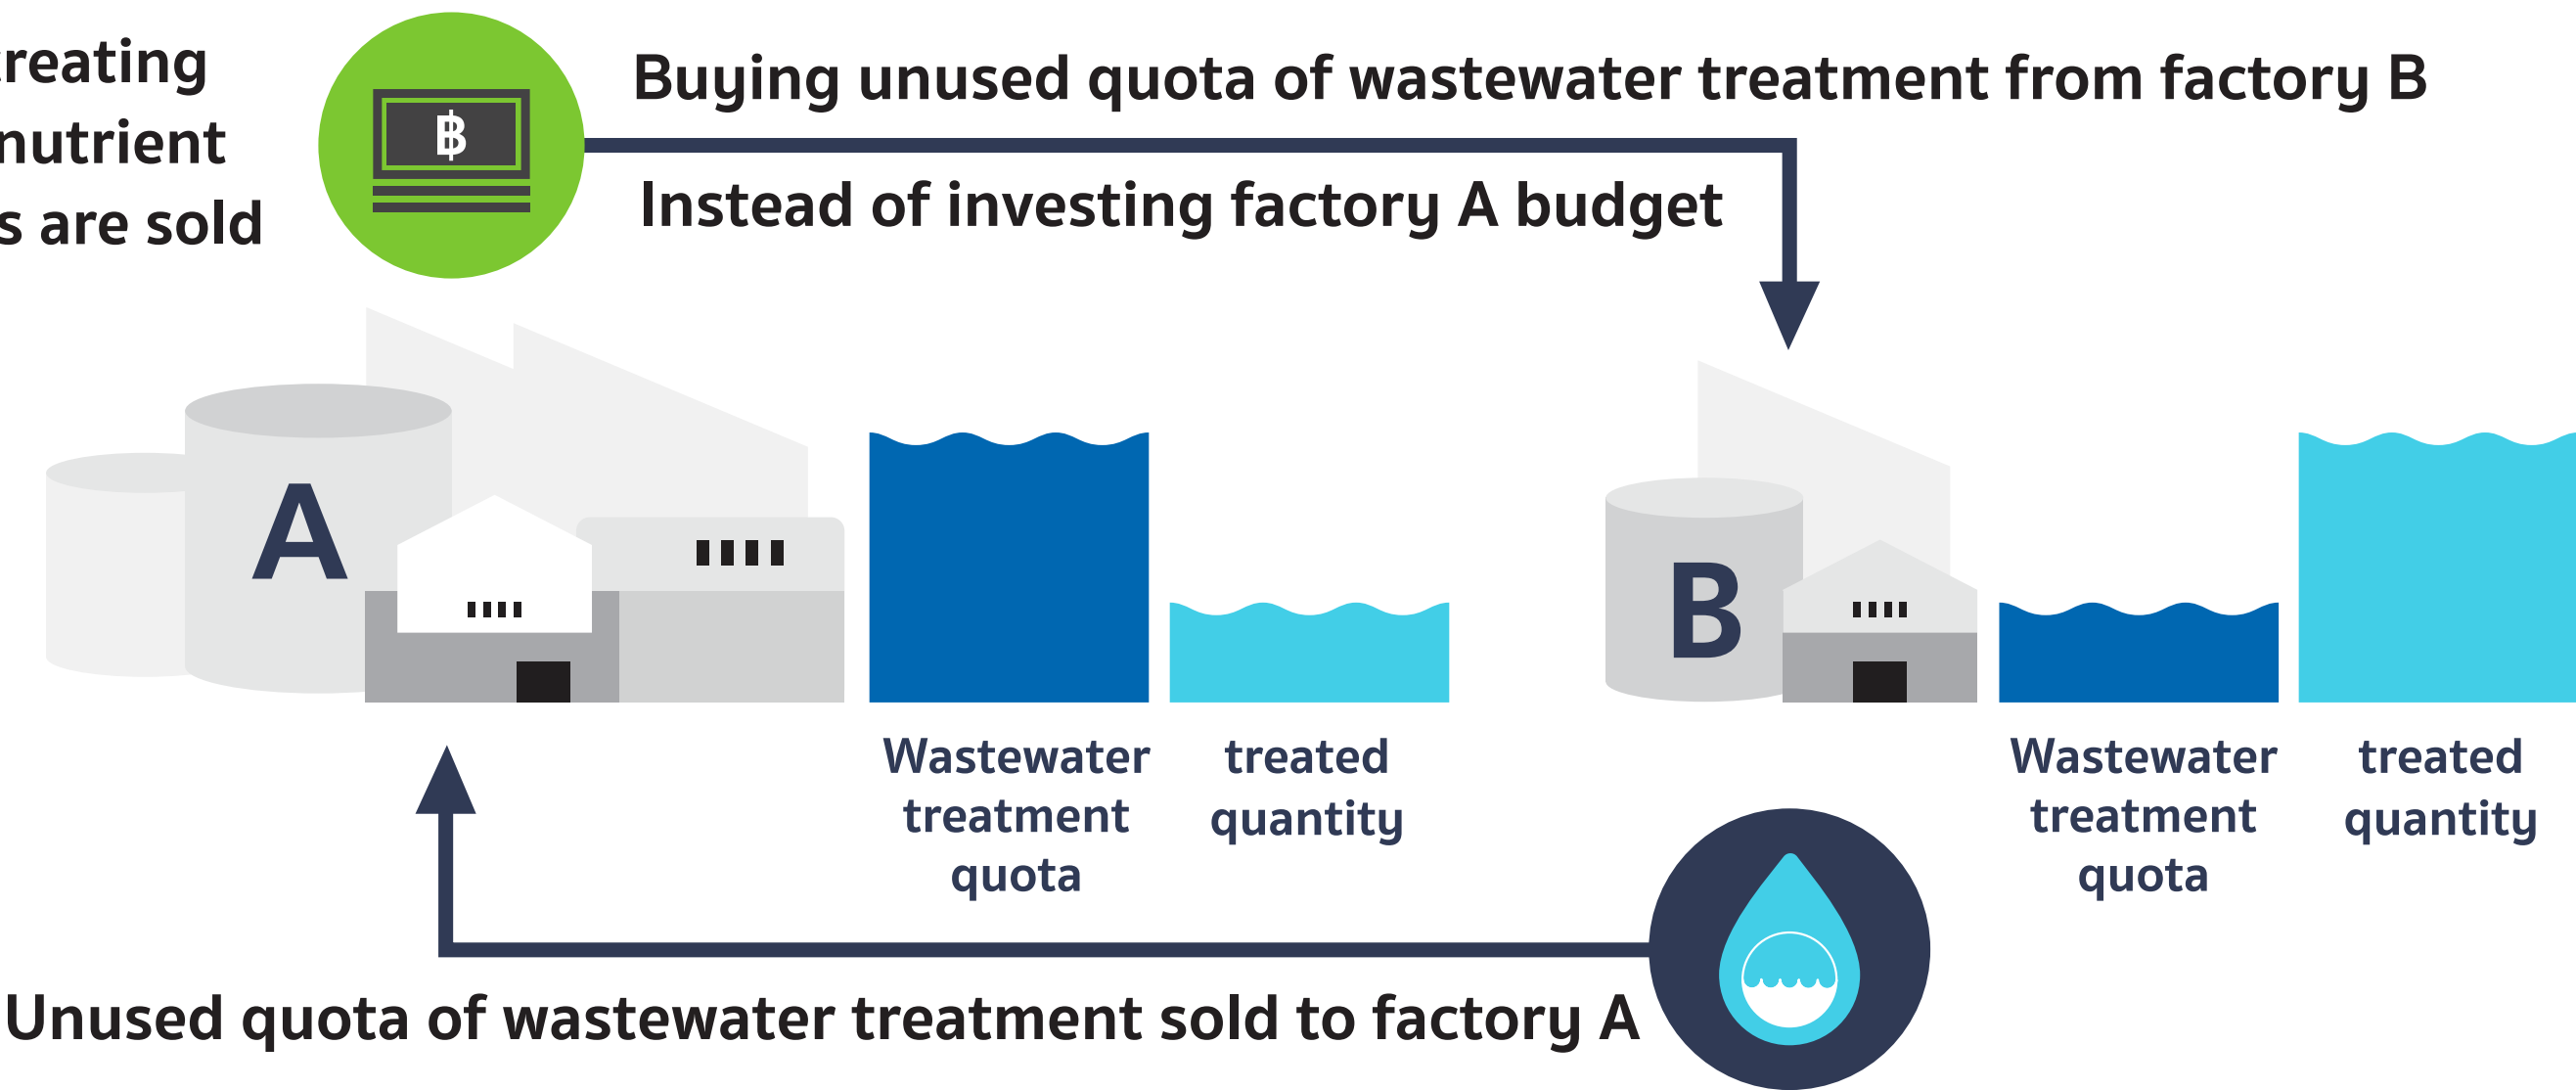 reating
nutrient
s are sold
฿
Buying unused quota of wastewater treatment from factory B
Instead of investing factory A budget
A
B
Wastewater
treatment
quota
treated
quantity
Wastewater
treatment
quota
treated
quantity
Unused quota of wastewater treatment sold to factory A